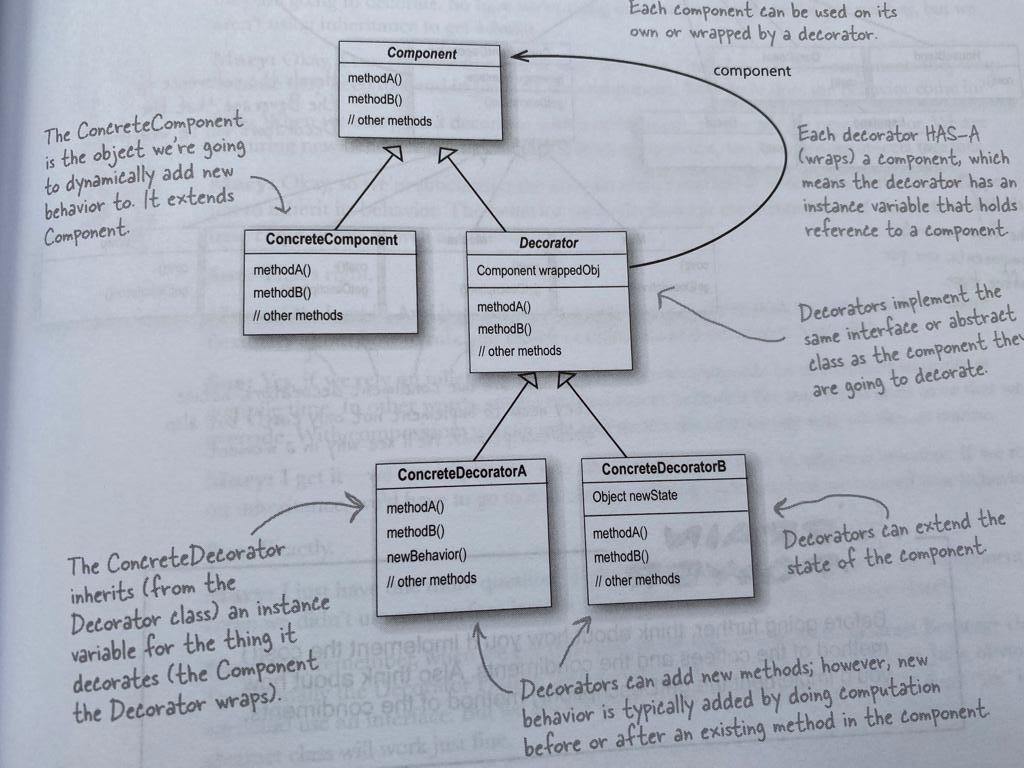 Each component can be used on its
own or wrapped by a decorator.
Component
methodA()
methodB()
// other methods
component
The ConcreteComponent
is the object we're going
to dynamically add new
behavior to. It extends
Component.
Each decorator HAS-A
(wraps) a component, which
means the decorator has an
instance variable that holds
reference to a component.
ConcreteComponent
methodA()
methodB()
// other methods
Decorator
Component wrappedObj
methodA()
methodB()
// other methods
Decorators implement the
same interface or abstract
class as the component they
are going to decorate.
ConcreteDecoratorA
methodA()
methodB()
newBehavior()
// other methods
ConcreteDecoratorB
Object newState
methodA()
methodB()
// other methods
Decorators can extend the
state of the component.
The ConcreteDecorator
inherits (from the
Decorator class) an instance
variable for the thing it
decorates (the Component
the Decorator wraps).
Decorators can add new methods; however, new
behavior is typically added by doing computation
before or after an existing method in the component.